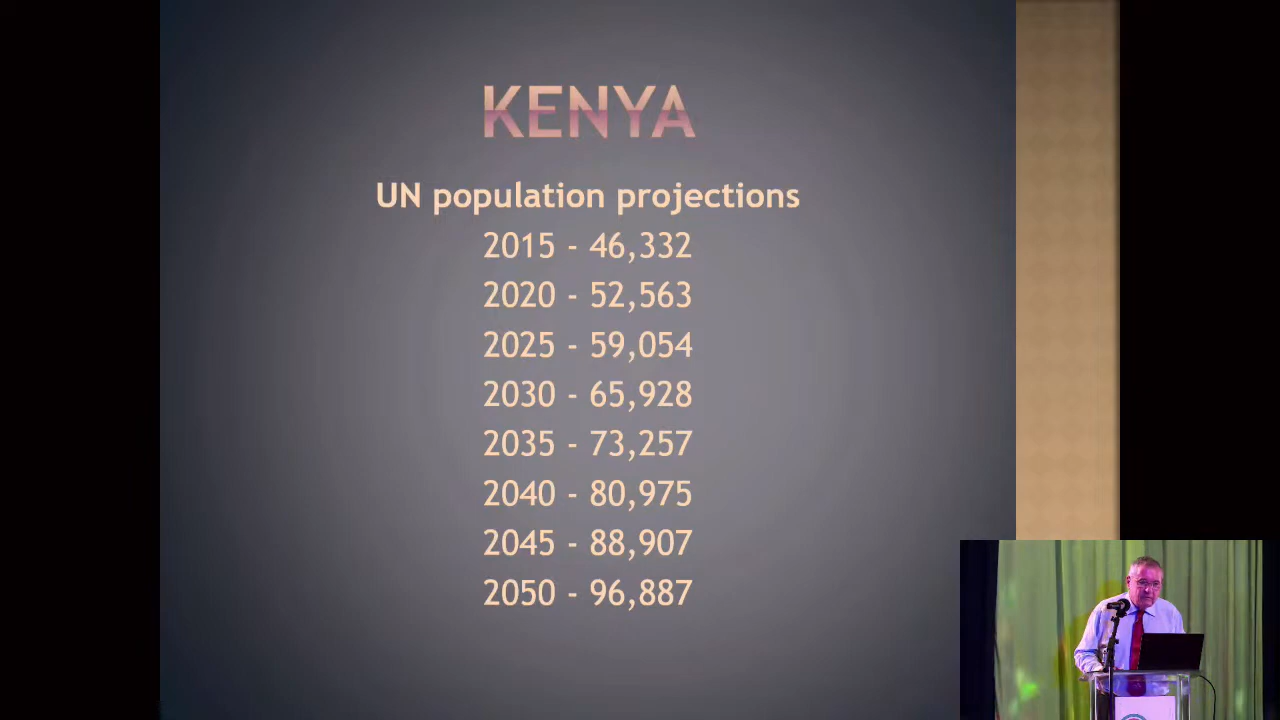 KENYA
UN population projections
2015 - 46,332
2020 - 52,563
2025 - 59,054
2030 - 65,928
2035 - 73,257
2040 - 80,975
2045 - 88,907
2050 - 96,887